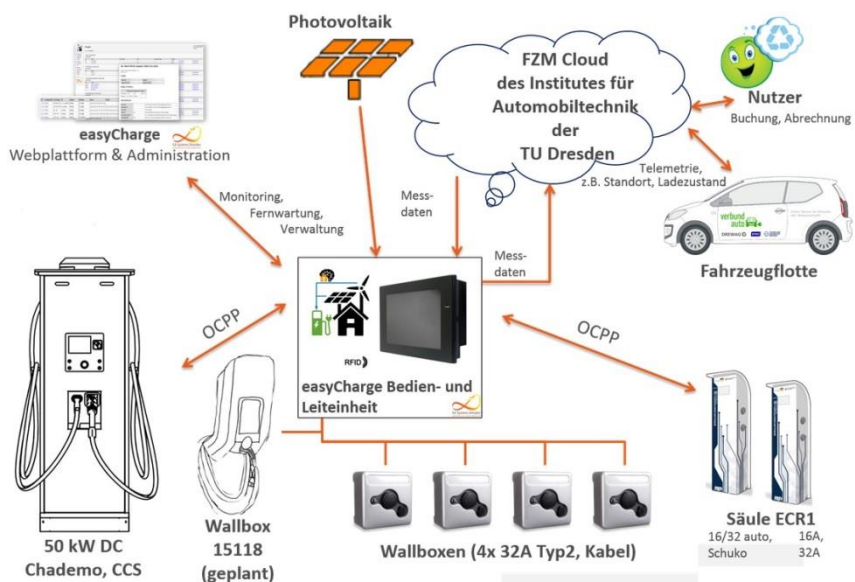 Photovoltaik
FZM Cloud
des Institutes für
Automobiltechnik
der
TU Dresden
Nutzer
Buchung, Abrechnung
easyCharge
Webplattform & Administration
Monitoring,
Fernwartung,
Verwaltung
Mess-
daten
Telemetrie,
z.B. Standort, Ladezustand
verbund
auto
Fahrzeugflotte
Mess-
daten
OCPP
OCPP
RFID
easyCharge Bedien- und
Leiteinheit
50 kW DC
Chademo, CCS
Wallbox
15118
(geplant)
Wallboxen (4x 32A Typ2, Kabel)
Säule ECR1
16/32 auto,
Schuko
16A,
32A